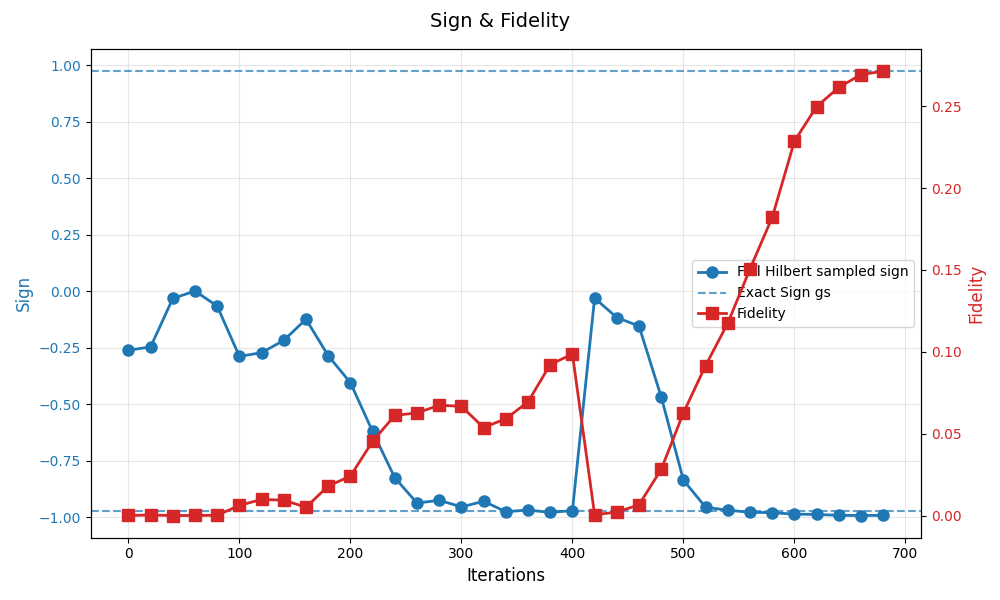 Sign & Fidelity
1.00
0.75
0.50
0.25
0.00
−0.25
−0.50
−0.75
−1.00
Sign
0.25
0.20
0.15
0.10
0.05
0.00
Fidelity
Full Hilbert sampled sign
Exact Sign gs
Fidelity
0 100 200 300 400 500 600 700
Iterations